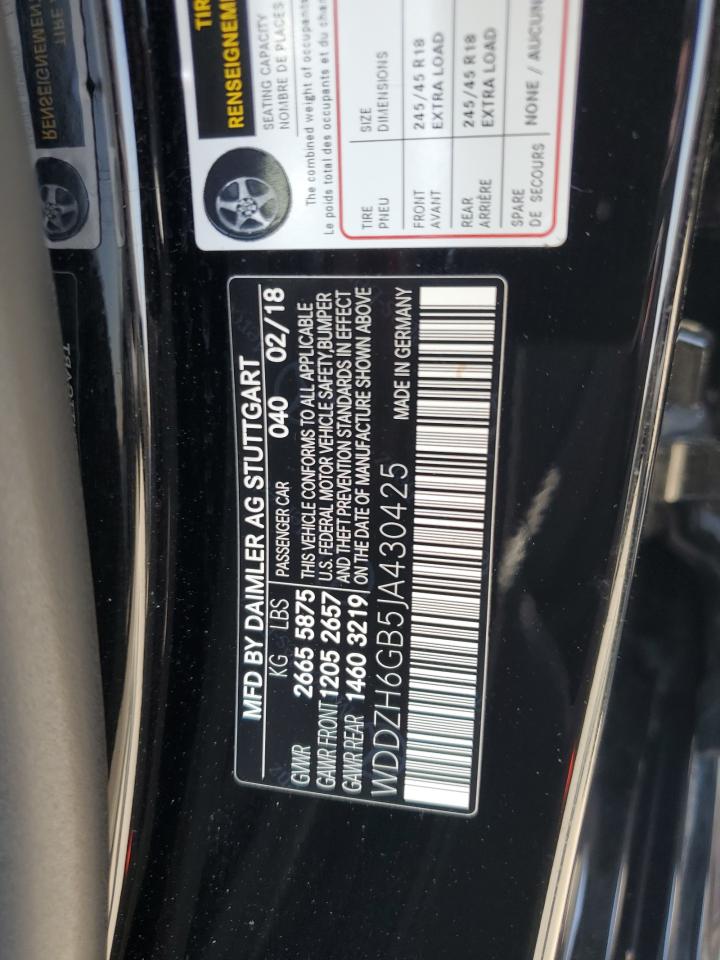 TIR
RENSEIGNEME
SEATING CAPACITY
NOMBRE DE PLACES
The combined weight of occupants
Le poids total des occupants et du char
TIRE SIZE
PNEU DIMENSIONS
FRONT 245/45 R18
AVANT EXTRA LOAD
REAR 245/45 R18
ARRIÈRE EXTRA LOAD
SPARE NONE / AUCUN
DE SECOURS
MFD BY DAIMLER AG STUTTGART
KG LBS PASSENGER CAR 040 02/18
GVWR 2665 5875 THIS VEHICLE CONFORMS TO ALL APPLICABLE
GAWR FRONT 1205 2657 U.S. FEDERAL MOTOR VEHICLE SAFETY,BUMPER
GAWR REAR 1460 3219 AND THEFT PREVENTION STANDARDS IN EFFECT
ON THE DATE OF MANUFACTURE SHOWN ABOVE
WDDZH6GB5JA430425 MADE IN GERMANY